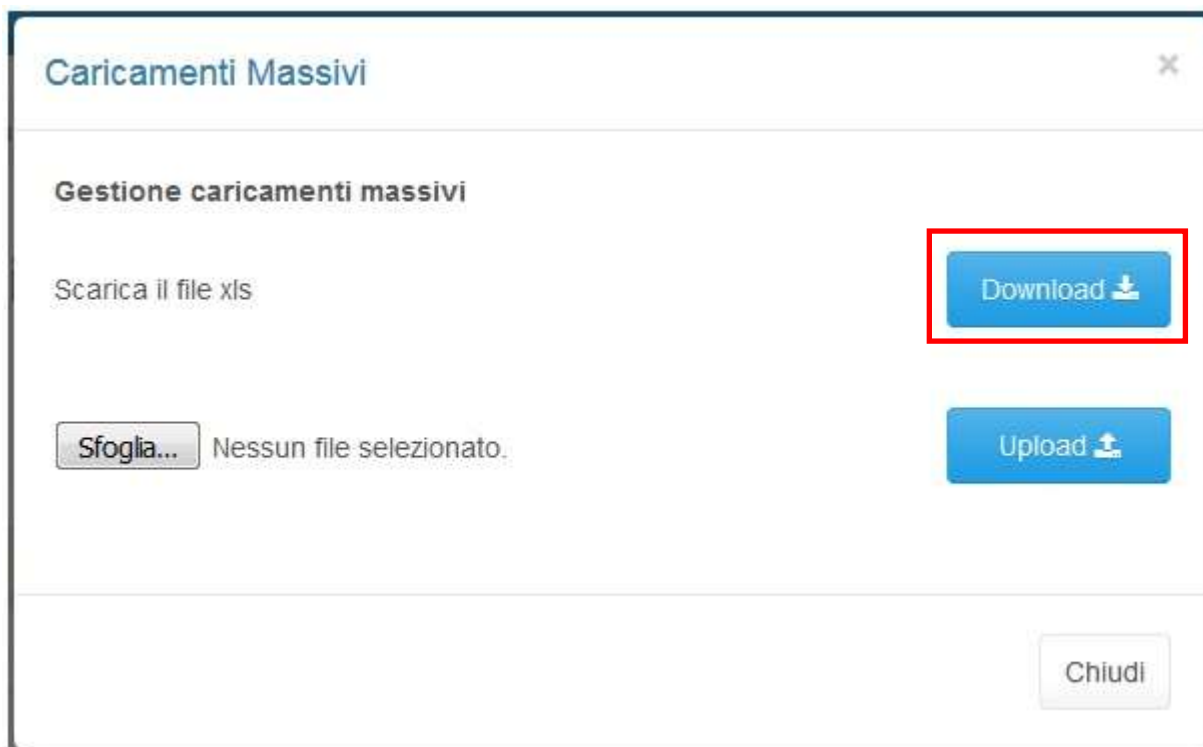 Caricamenti Massivi ×
Gestione caricamenti massivi
Scarica il file xls Download
Sfoglia... Nessun file selezionato. Upload
Chiudi